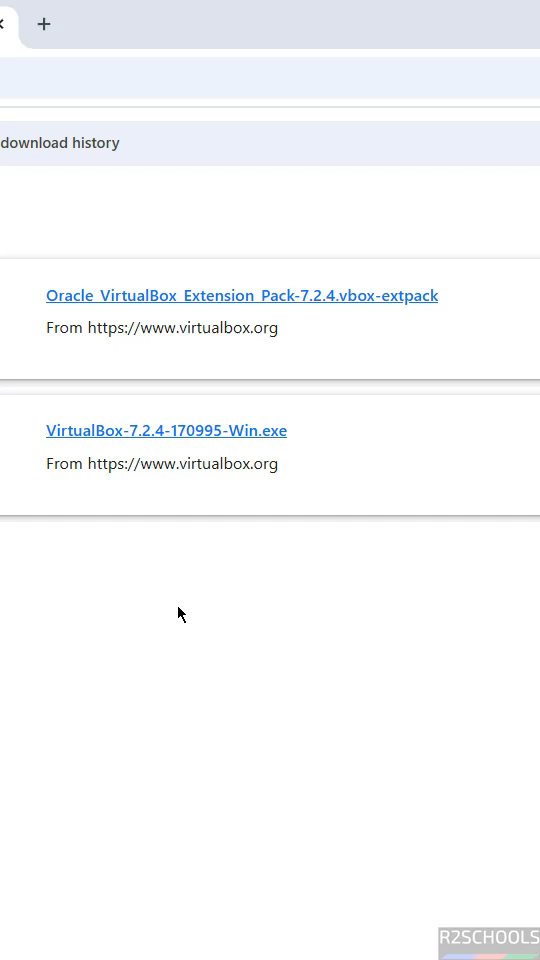 download history
Oracle_VirtualBox_Extension_Pack-7.2.4.vbox-extpack
From https://www.virtualbox.org
VirtualBox-7.2.4-170995-Win.exe
From https://www.virtualbox.org
R2SCHOOLS